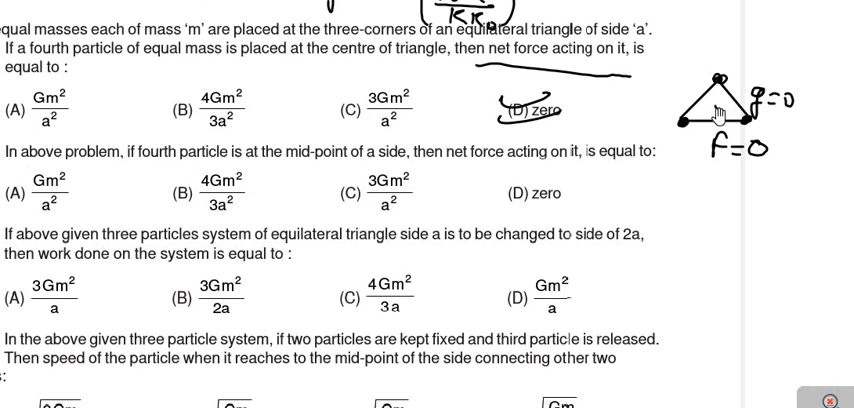 qual masses each of mass ‘m’ are placed at the three-corners of an equilateral triangle of side ‘a’.
If a fourth particle of equal mass is placed at the centre of triangle, then net force acting on it, is
equal to :
(A) Gm²/a² (B) 4Gm²/3a² (C) 3Gm²/a² (D) zero
g=0
F=0
In above problem, if fourth particle is at the mid-point of a side, then net force acting on it, is equal to:
(A) Gm²/a² (B) 4Gm²/3a² (C) 3Gm²/a² (D) zero
If above given three particles system of equilateral triangle side a is to be changed to side of 2a,
then work done on the system is equal to :
(A) 3Gm²/a (B) 3Gm²/2a (C) 4Gm²/3a (D) Gm²/a
In the above given three particle system, if two particles are kept fixed and third particle is released.
Then speed of the particle when it reaches to the mid-point of the side connecting other two
: